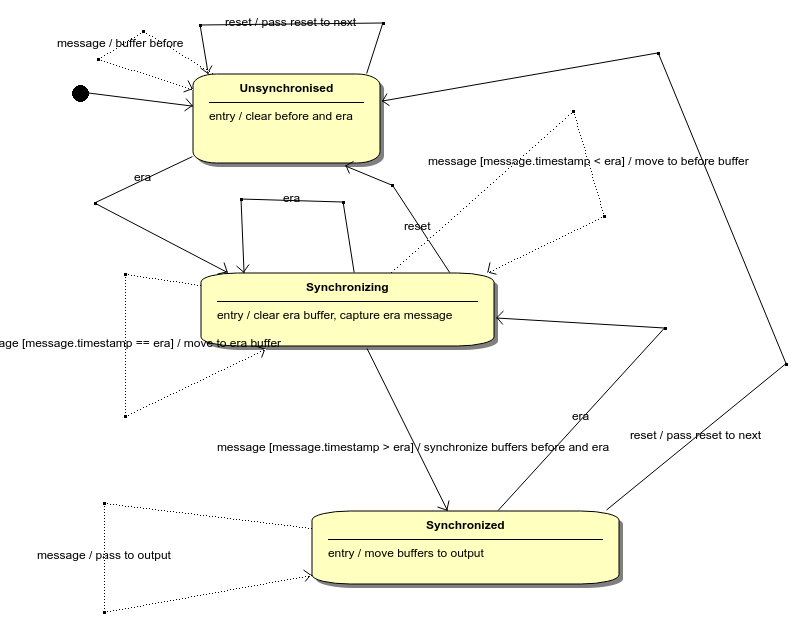 reset / pass reset to next
message / buffer before
Unsynchronised
entry / clear before and era
message [message.timestamp < era] / move to before buffer
era
era
reset
Synchronizing
entry / clear era buffer, capture era message
age [message.timestamp == era] / move to era buffer
era
reset / pass reset to next
message [message.timestamp > era] / synchronize buffers before and era
Synchronized
entry / move buffers to output
message / pass to output